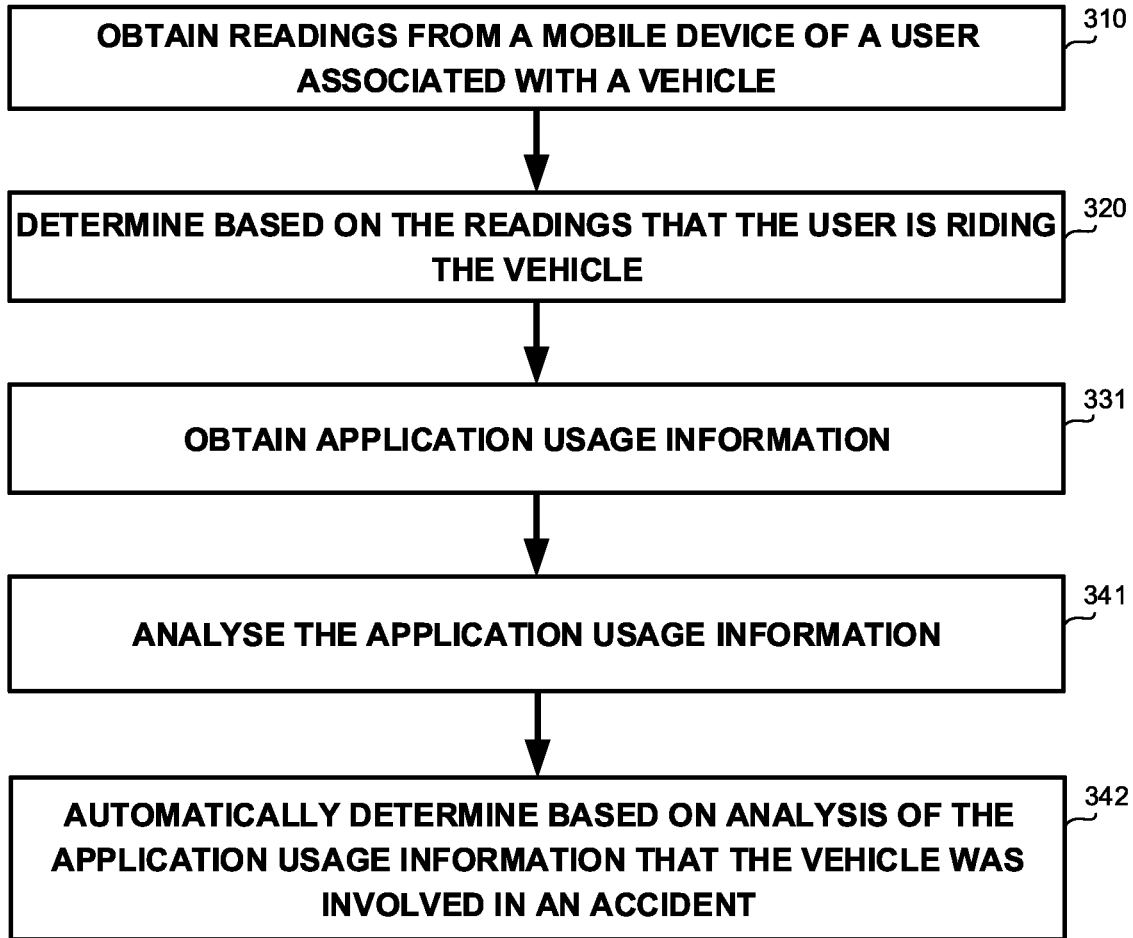 OBTAIN READINGS FROM A MOBILE DEVICE OF A USER
ASSOCIATED WITH A VEHICLE
310
DETERMINE BASED ON THE READINGS THAT THE USER IS RIDING
THE VEHICLE
320
OBTAIN APPLICATION USAGE INFORMATION
331
ANALYSE THE APPLICATION USAGE INFORMATION
341
AUTOMATICALLY DETERMINE BASED ON ANALYSIS OF THE
APPLICATION USAGE INFORMATION THAT THE VEHICLE WAS
INVOLVED IN AN ACCIDENT
342